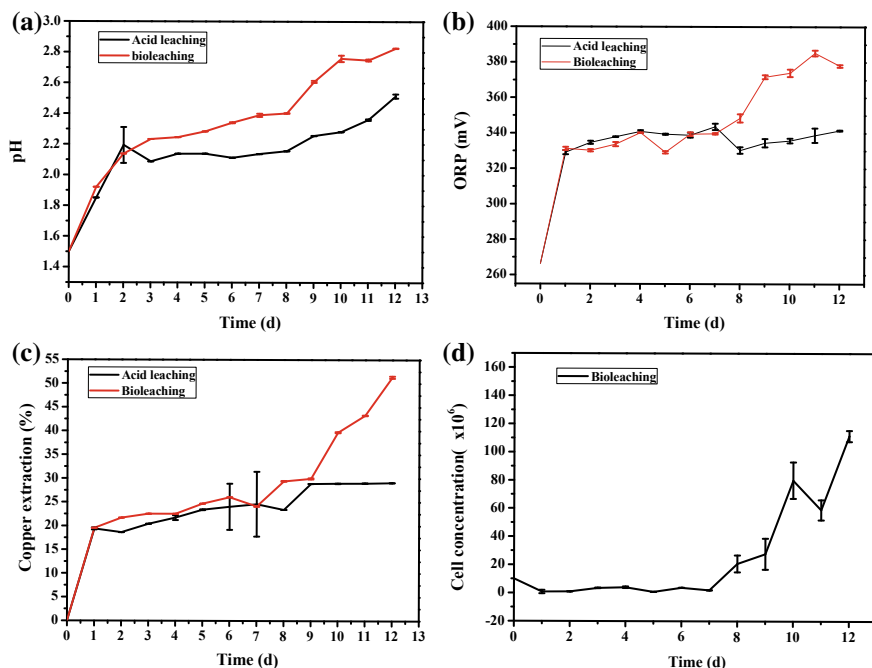 (a)
3.0
2.8
2.6
2.4
2.2
2.0
1.8
1.6
1.4
pH
Acid leaching
bioleaching
0 1 2 3 4 5 6 7 8 9 10 11 12 13
Time (d)
(b)
400
380
360
340
320
300
280
260
ORP (mV)
Acid leaching
Bioleaching
0 2 4 6 8 10 12
Time (d)
(c)
55
50
45
40
35
30
25
20
15
10
5
0
Copper extraction (%)
Acid leaching
Bioleaching
0 1 2 3 4 5 6 7 8 9 10 11 12 13
Time (d)
(d)
160
140
120
100
80
60
40
20
0
-20
Cell concentration( x10⁶)
Bioleaching
0 2 4 6 8 10 12
Time (d)